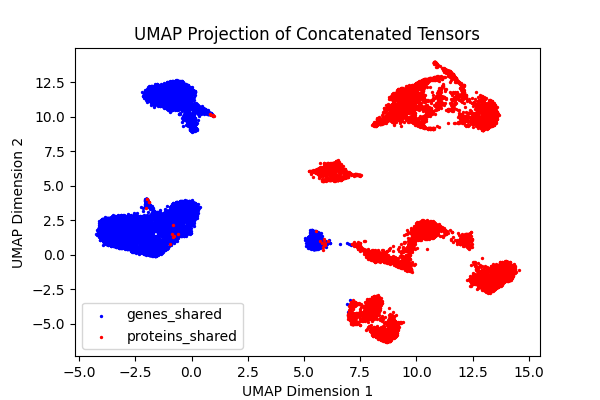 UMAP Projection of Concatenated Tensors
UMAP Dimension 2
12.5
10.0
7.5
5.0
2.5
0.0
−2.5
−5.0
genes_shared
proteins_shared
−5.0 −2.5 0.0 2.5 5.0 7.5 10.0 12.5 15.0
UMAP Dimension 1